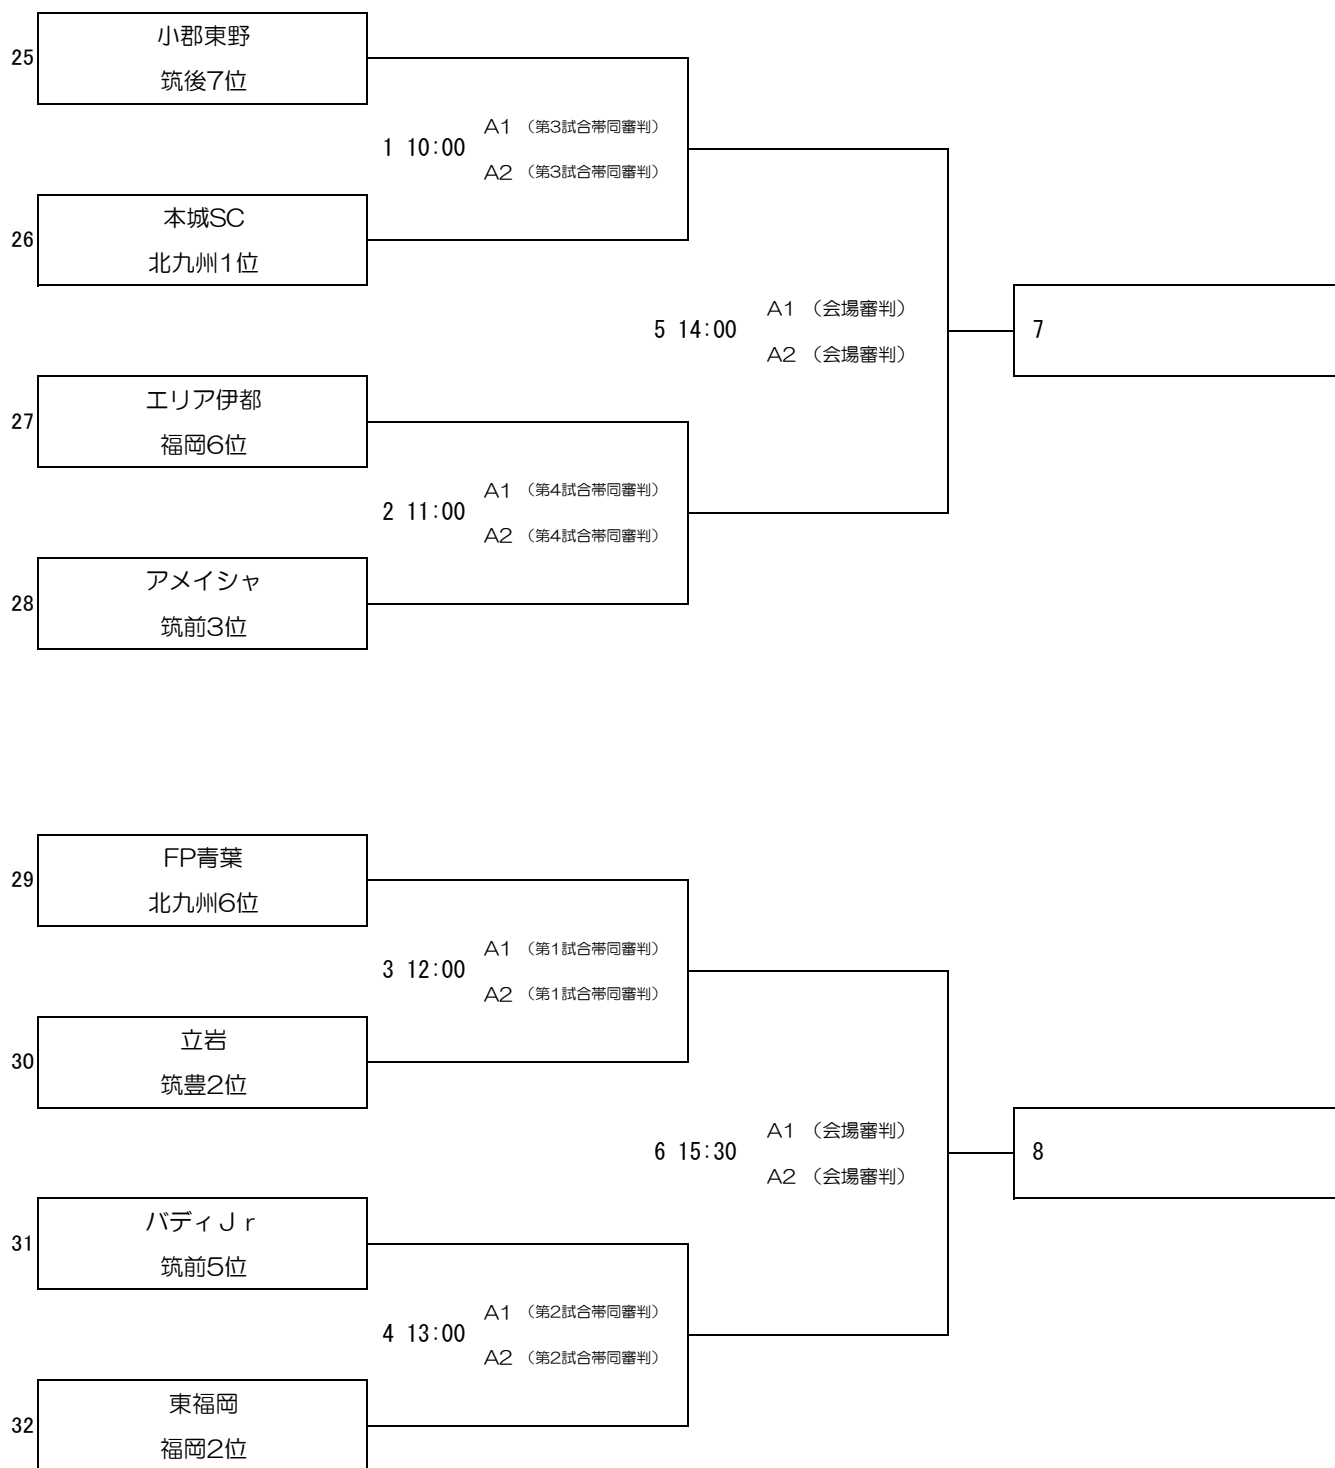 25
小郡東野
筑後7位
1 10:00
A1 (第3試合帯同審判)
A2 (第3試合帯同審判)
26
本城SC
北九州1位
5 14:00
A1 (会場審判)
A2 (会場審判)
7
27
エリア伊都
福岡6位
2 11:00
A1 (第4試合帯同審判)
A2 (第4試合帯同審判)
28
アメイシャ
筑前3位
29
FP青葉
北九州6位
3 12:00
A1 (第1試合帯同審判)
A2 (第1試合帯同審判)
30
立岩
筑豊2位
6 15:30
A1 (会場審判)
A2 (会場審判)
8
31
バディJr
筑前5位
4 13:00
A1 (第2試合帯同審判)
A2 (第2試合帯同審判)
32
東福岡
福岡2位